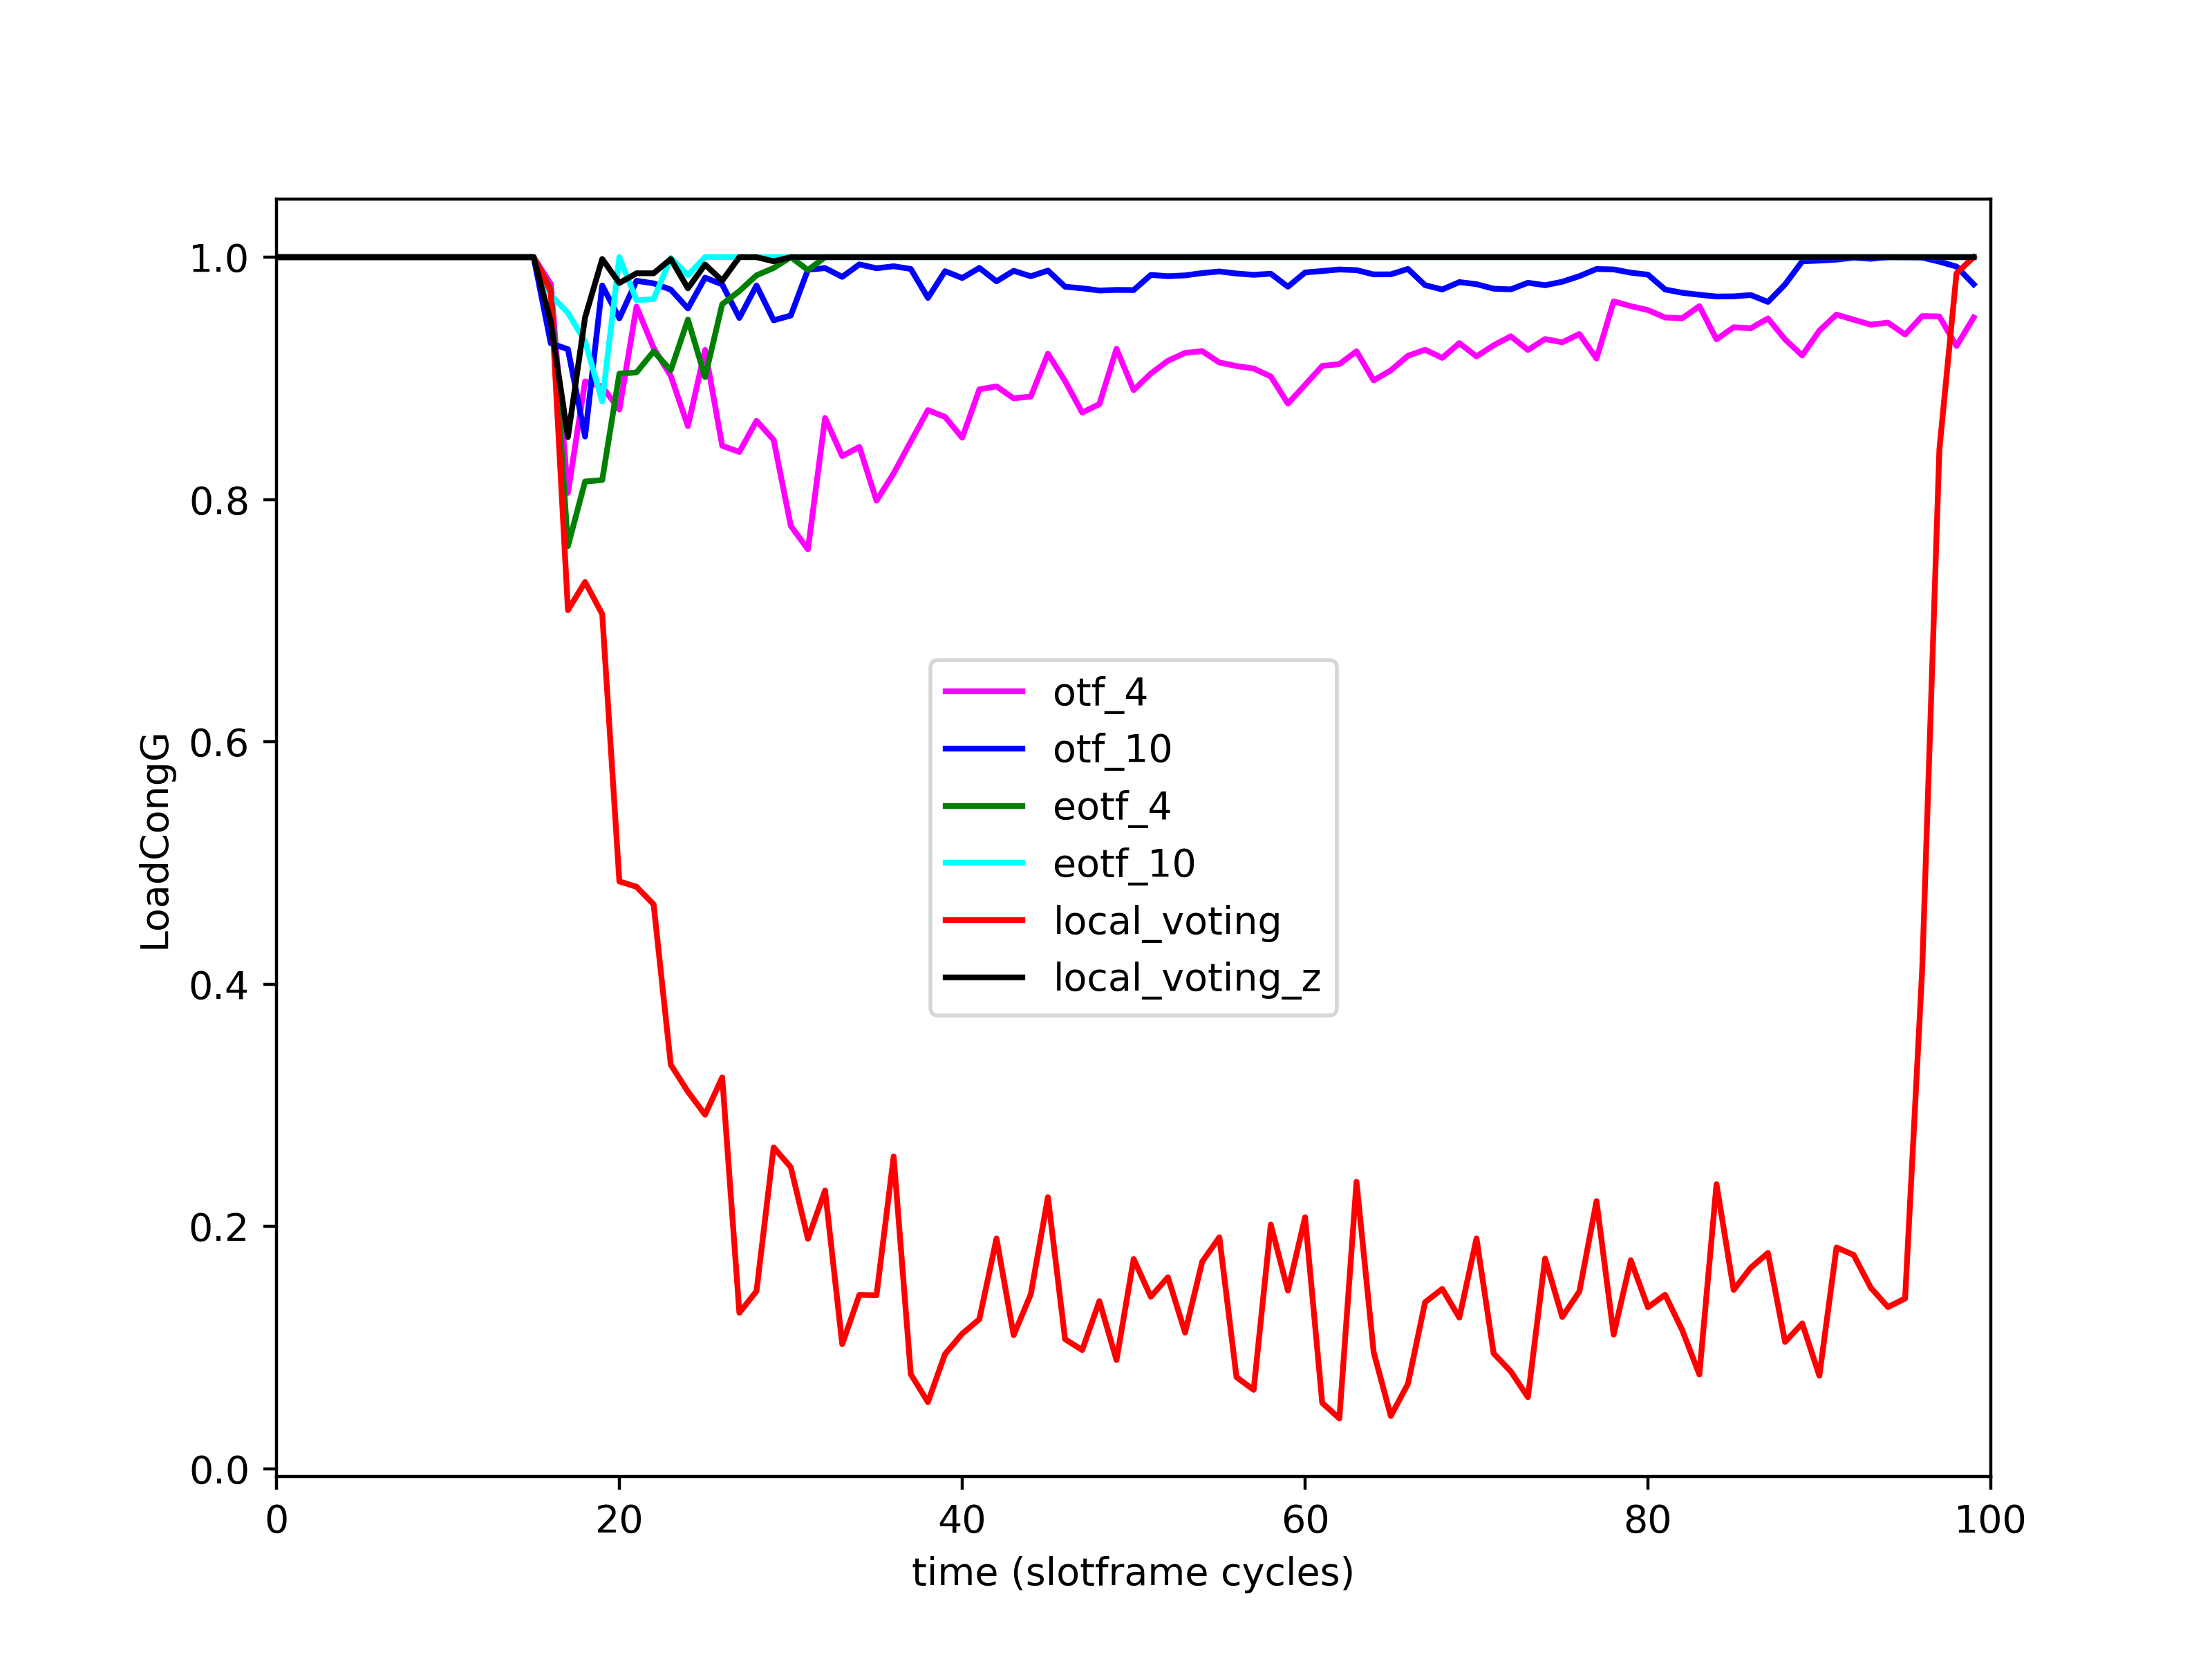 1.0
0.8
0.6
0.4
0.2
0.0
LoadCongG
otf_4
otf_10
eotf_4
eotf_10
local_voting
local_voting_z
0 20 40 60 80 100
time (slotframe cycles)